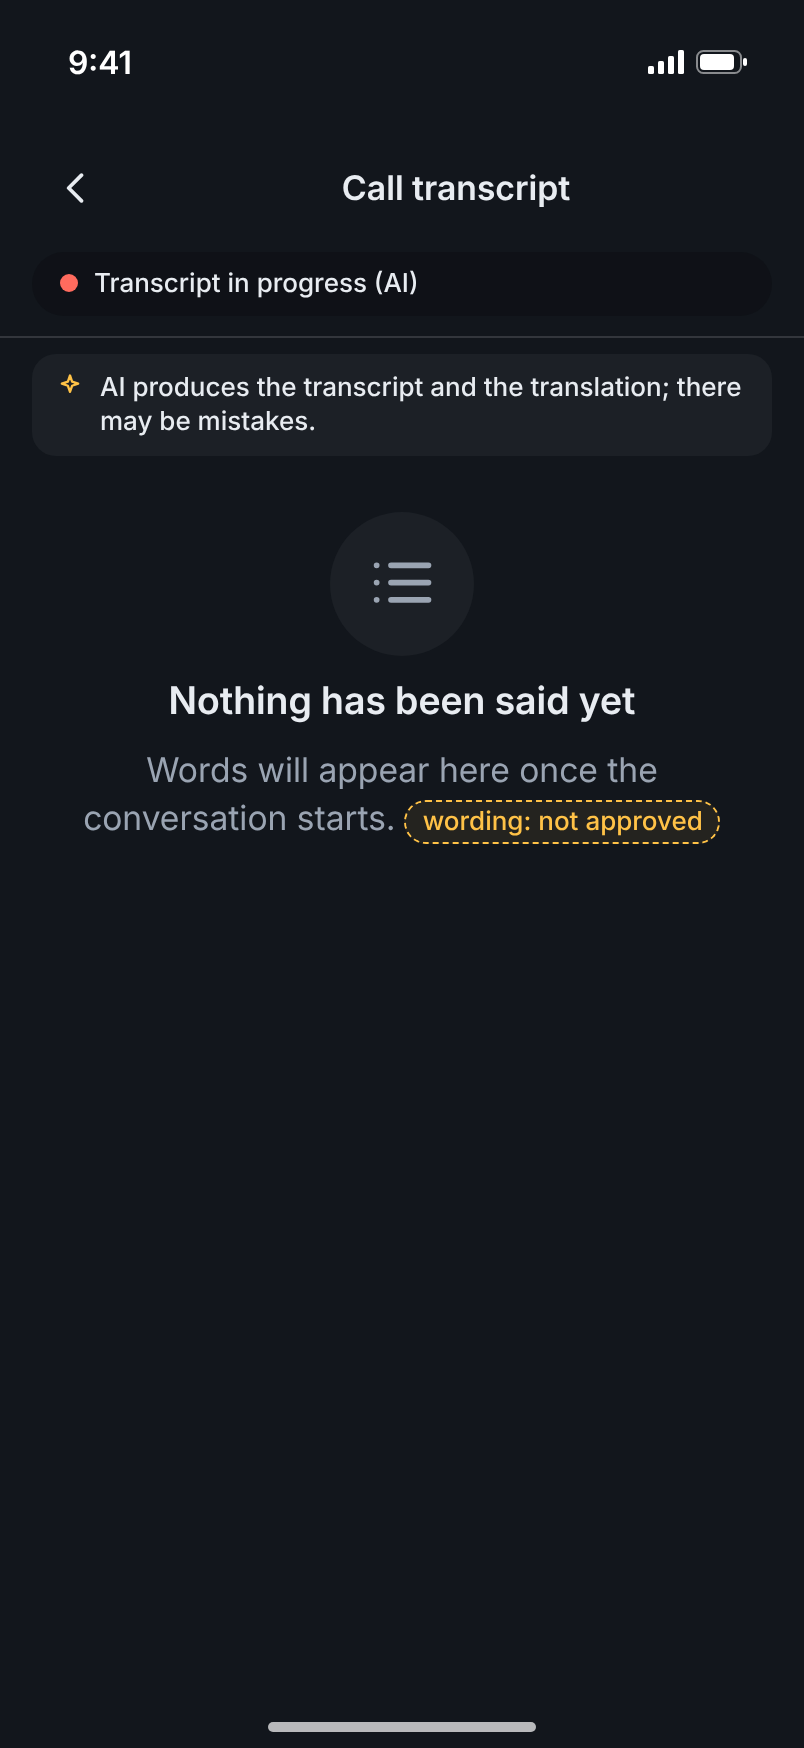 9:41
Call transcript
Transcript in progress (AI)
AI produces the transcript and the translation; there
may be mistakes.
Nothing has been said yet
Words will appear here once the
conversation starts. wording: not approved